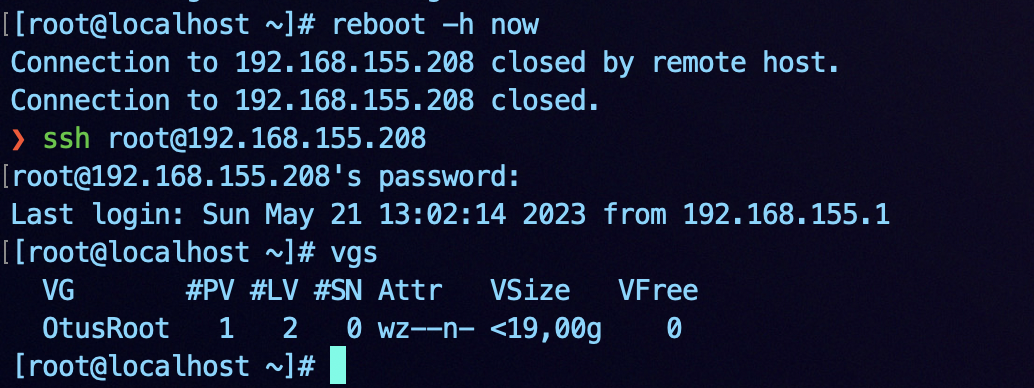 [[root@localhost ~]# reboot -h now
Connection to 192.168.155.208 closed by remote host.
Connection to 192.168.155.208 closed.
❯ ssh root@192.168.155.208
[root@192.168.155.208's password:
Last login: Sun May 21 13:02:14 2023 from 192.168.155.1
[[root@localhost ~]# vgs
  VG       #PV #LV #SN Attr   VSize   VFree
  OtusRoot   1   2   0 wz--n- <19,00g    0
[root@localhost ~]#